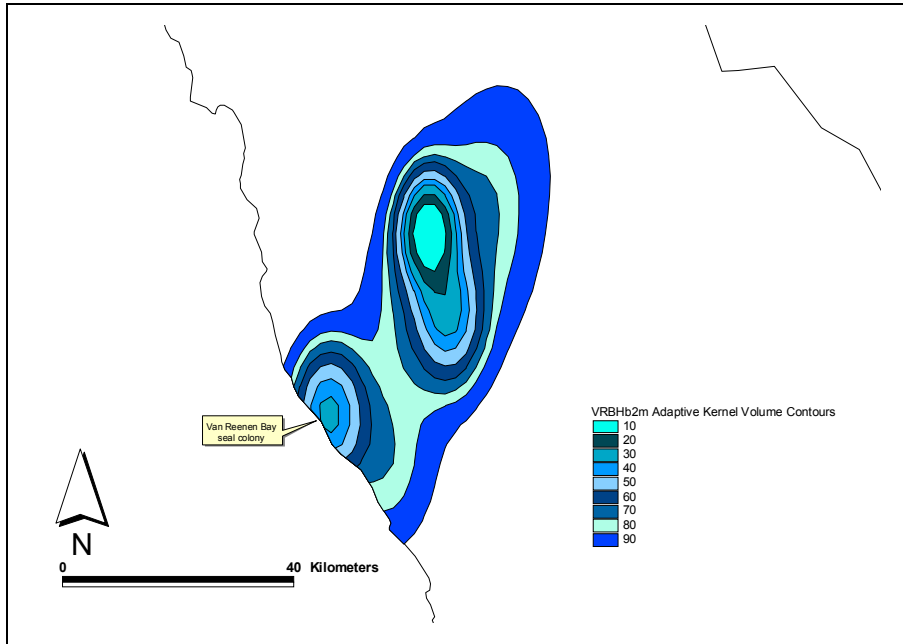 Van Reenen Bay
seal colony
VRBHb2m Adaptive Kernel Volume Contours
10
20
30
40
50
60
70
80
90
N
0 40 Kilometers